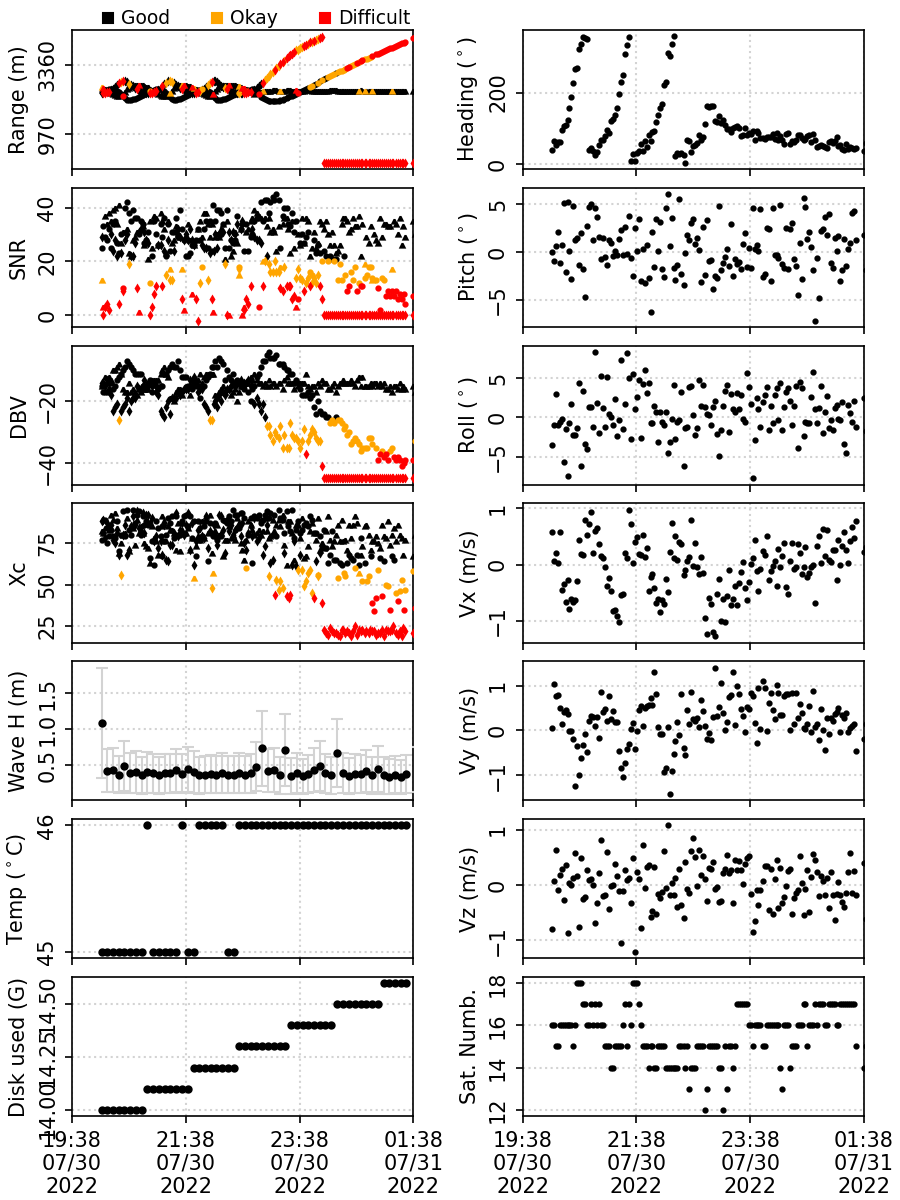 Good Okay Difficult
Range (m)
3360
970
Heading (°)
200
0
SNR
40
20
0
Pitch (°)
5
0
−5
DBV
−20
−40
Roll (°)
5
0
−5
Xc
75
50
25
Vx (m/s)
1
0
−1
Wave H (m)
1.5
1.0
0.5
Vy (m/s)
1
0
−1
Temp (°C)
46
45
Vz (m/s)
1
0
−1
Disk used (G)
14.50
14.25
14.00
Sat. Numb.
18
16
14
12
19:38 21:38 23:38 01:38
07/30 07/30 07/30 07/31
2022 2022 2022 2022
19:38 21:38 23:38 01:38
07/30 07/30 07/30 07/31
2022 2022 2022 2022